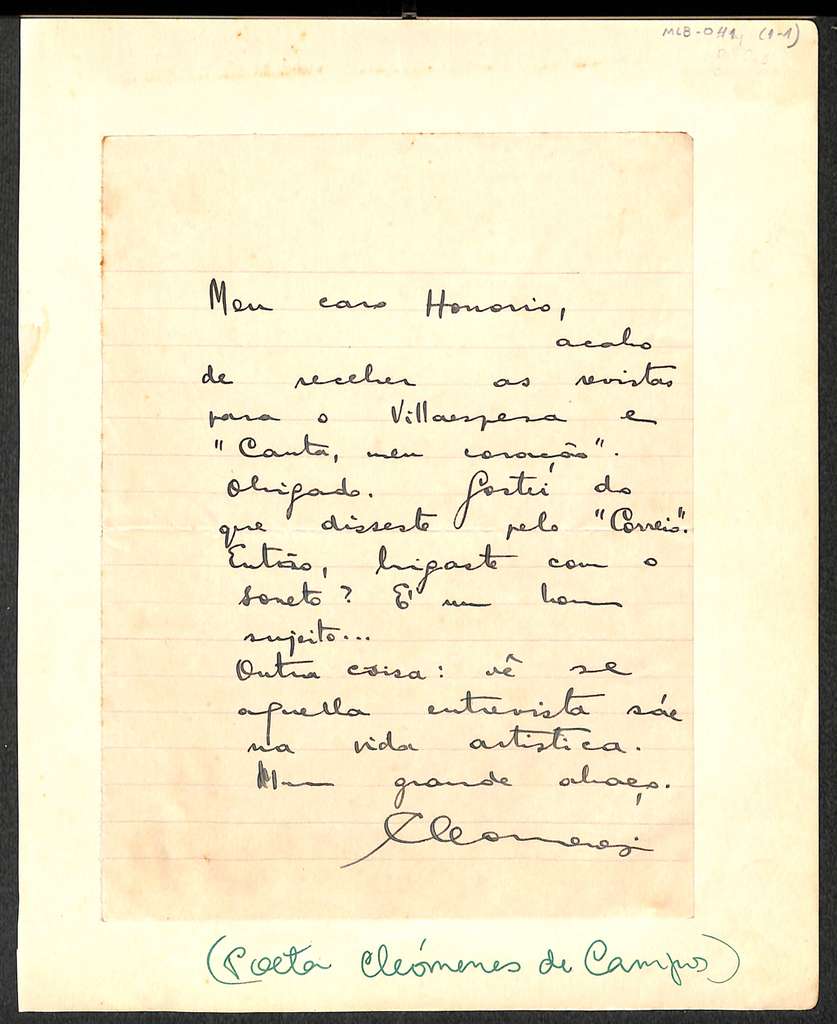 MLB-0414 (1-1)
Meu caro Honorio,
acabo
de receber as revistas
para o Villaespesa e
"Canta, meu coração".
Obrigado. Gostei do
que disseste pelo "Correio".
Então, brigaste com o
soneto? E' um bom
sujeito...
Outra coisa: vê se
aquella entrevista sáe
na vida artistica.
Um grande abraço.
Cleomenes
(Poeta Cleómenes de Campos)